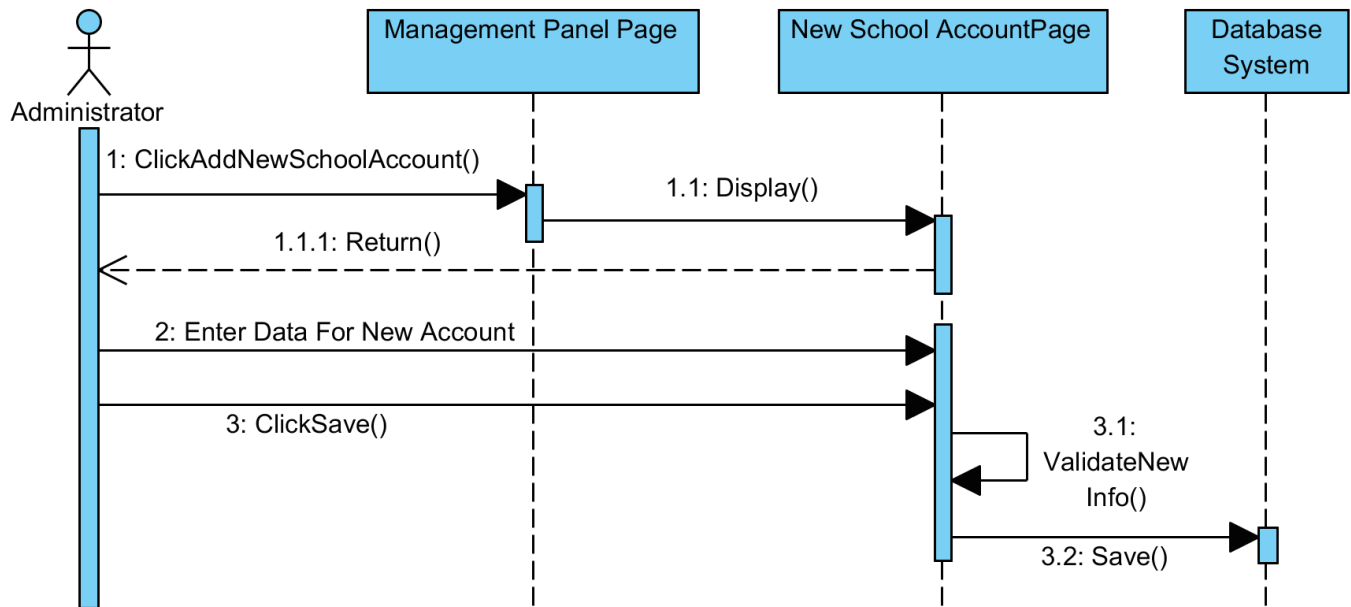 Management Panel Page
New School AccountPage
Database
System
Administrator
1: ClickAddNewSchoolAccount()
1.1: Display()
1.1.1: Return()
2: Enter Data For New Account
3: ClickSave()
3.1:
ValidateNew
Info()
3.2: Save()